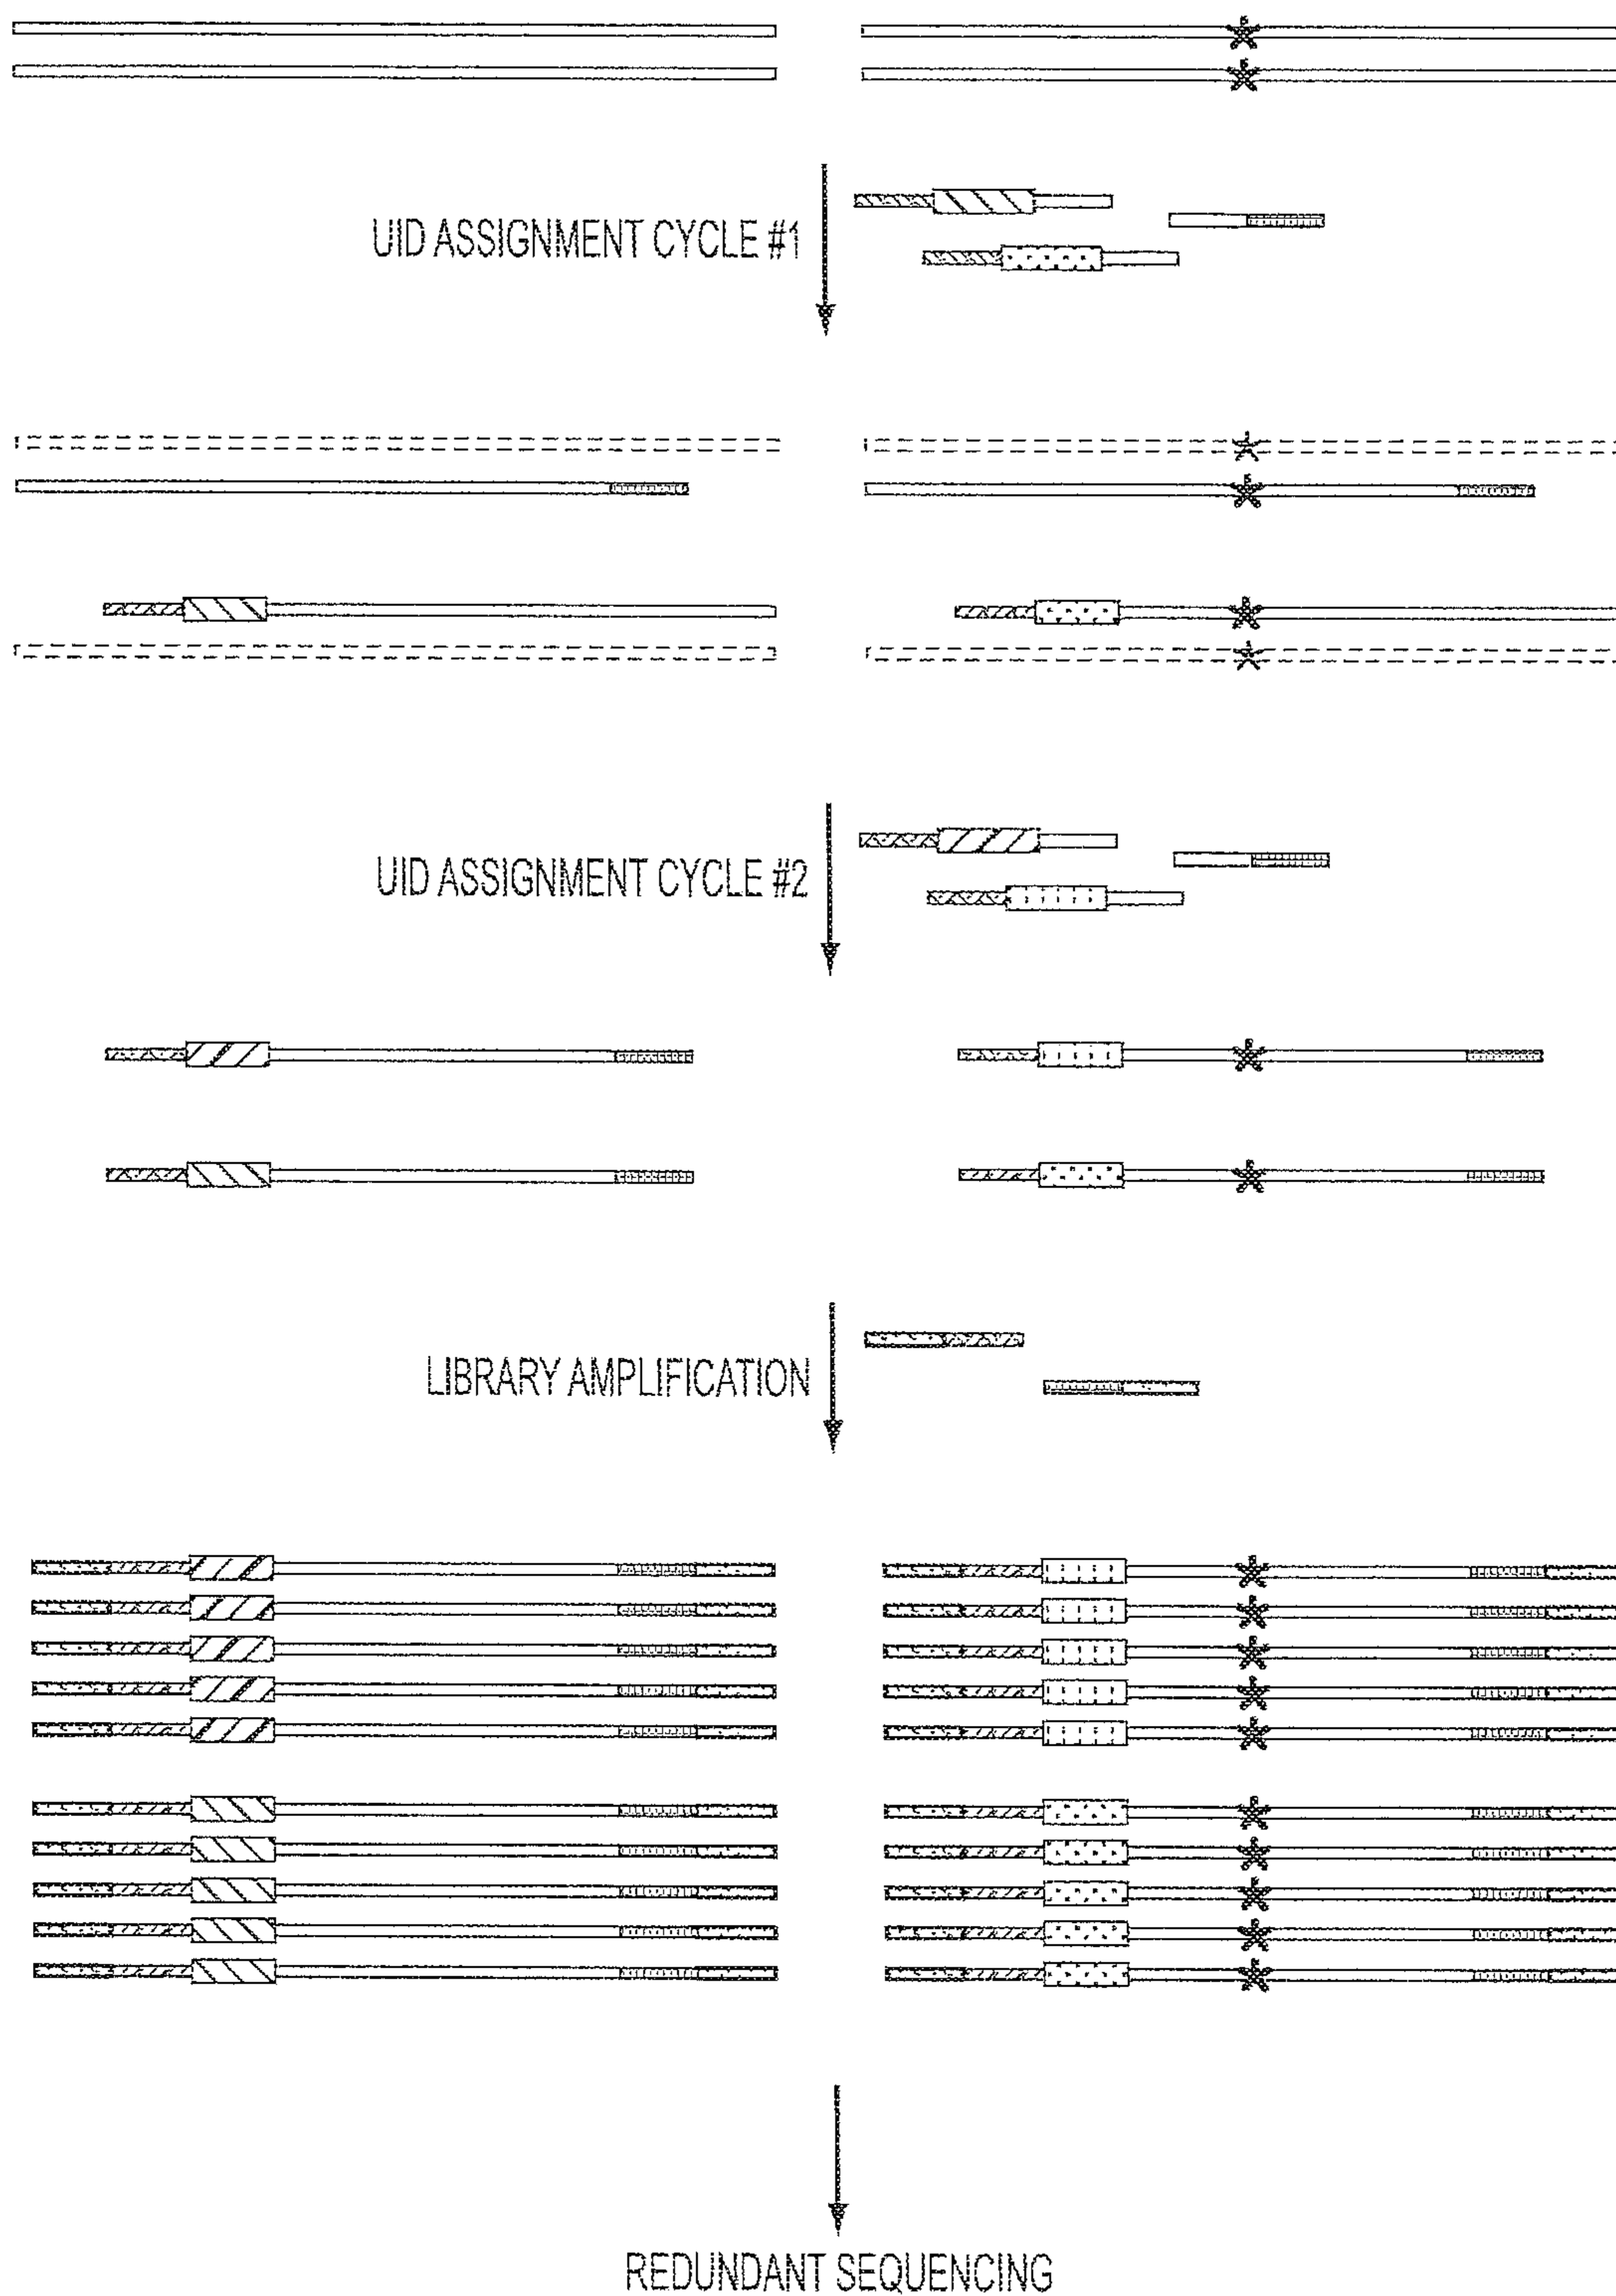 UID ASSIGNMENT CYCLE #1
UID ASSIGNMENT CYCLE #2
LIBRARY AMPLIFICATION
REDUNDANT SEQUENCING